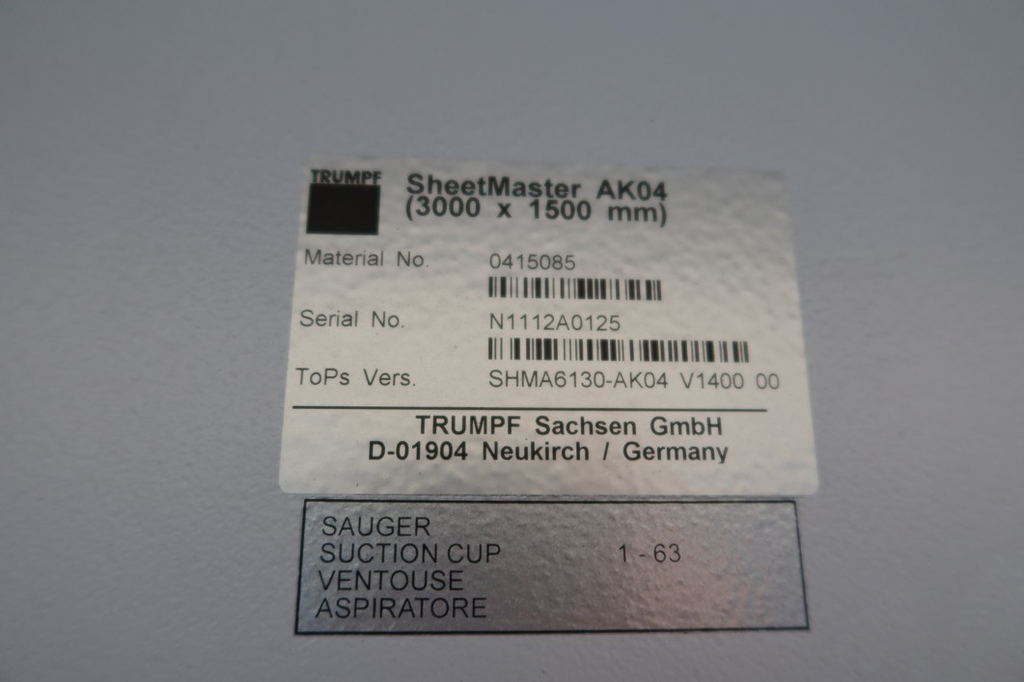 TRUMPF
SheetMaster AK04
(3000 x 1500 mm)
Material No. 0415085
Serial No. N1112A0125
ToPs Vers. SHMA6130-AK04 V1400 00
TRUMPF Sachsen GmbH
D-01904 Neukirch / Germany
SAUGER
SUCTION CUP 1 - 63
VENTOUSE
ASPIRATORE